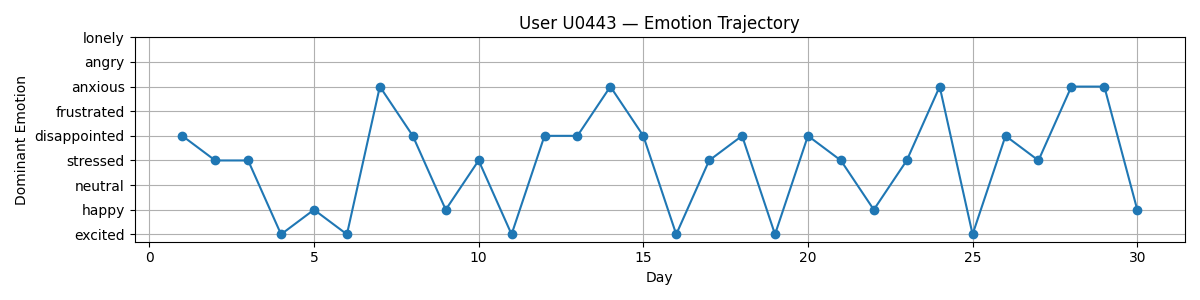 User U0443 — Emotion Trajectory
lonely
angry
anxious
frustrated
disappointed
stressed
neutral
happy
excited
Dominant Emotion
0 5 10 15 20 25 30
Day